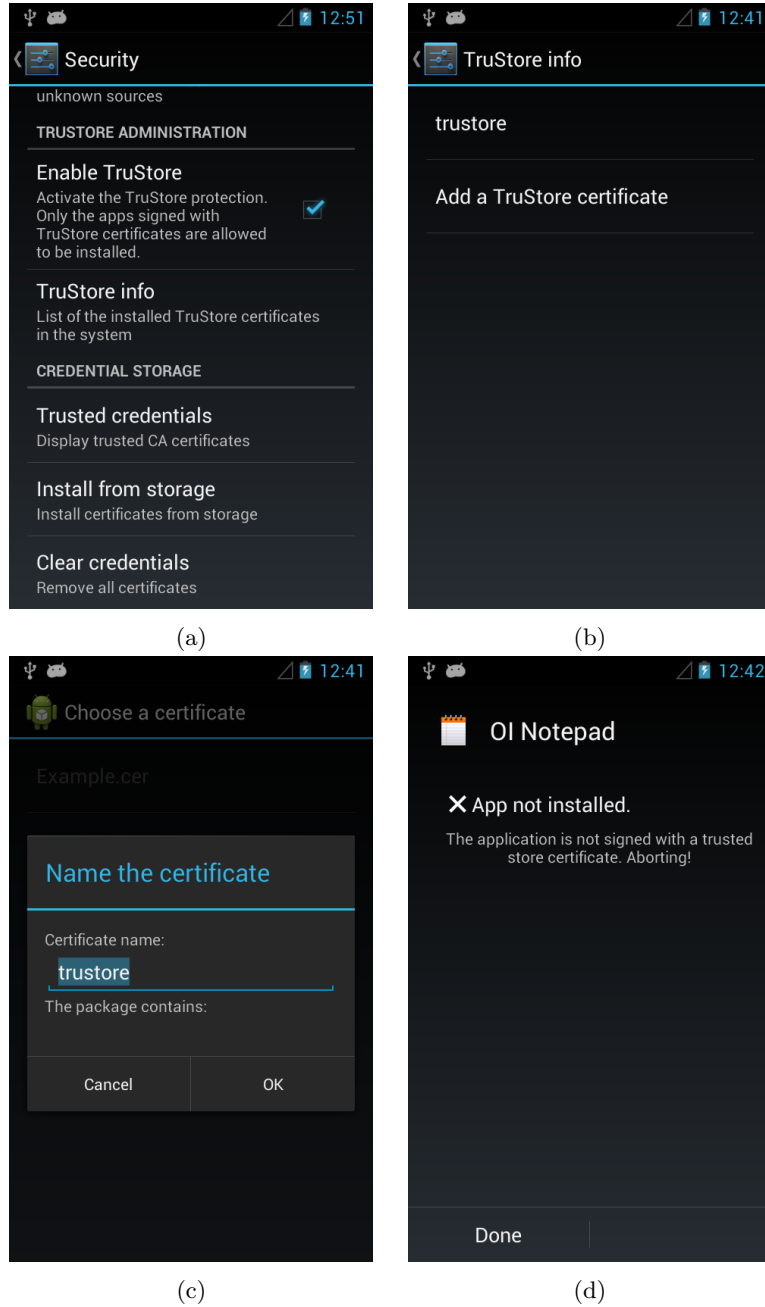 12:51
Security
unknown sources
TRUSTORE ADMINISTRATION
Enable TruStore
Activate the TruStore protection.
Only the apps signed with
TruStore certificates are allowed
to be installed.
TruStore info
List of the installed TruStore certificates
in the system
CREDENTIAL STORAGE
Trusted credentials
Display trusted CA certificates
Install from storage
Install certificates from storage
Clear credentials
Remove all certificates
(a)
12:41
TruStore info
trustore
Add a TruStore certificate
(b)
12:41
Choose a certificate
Example.cer
Name the certificate
Certificate name:
trustore
The package contains:
Cancel
OK
(c)
12:42
OI Notepad
App not installed.
The application is not signed with a trusted
store certificate. Aborting!
Done
(d)